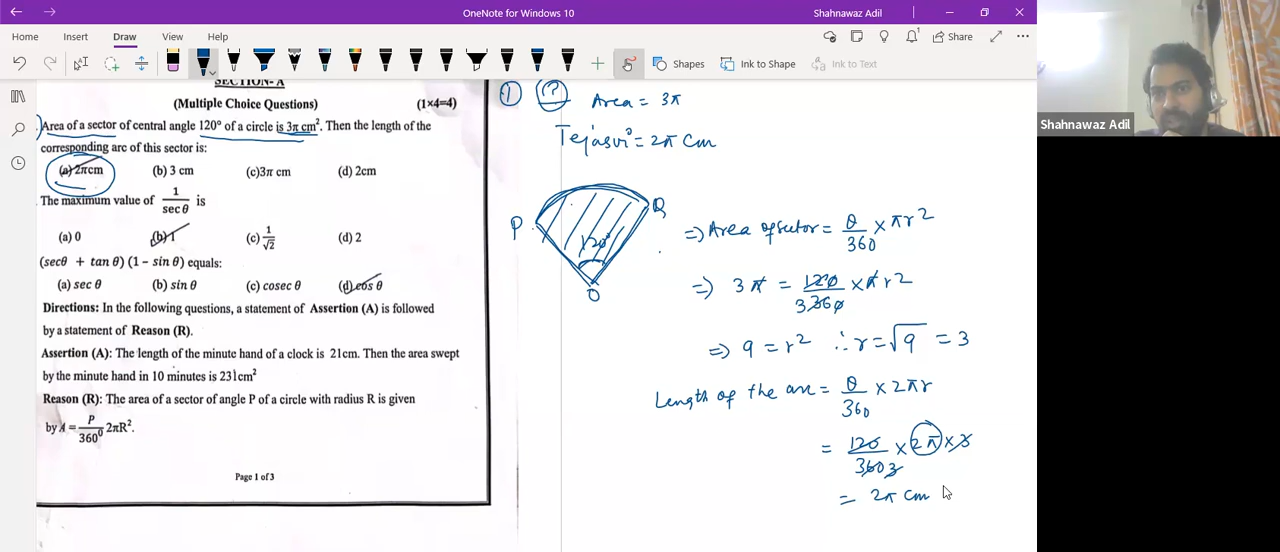 OneNote for Windows 10
Shahnawaz Adil
Home Insert Draw View Help
Share
Shapes
Ink to Shape
Ink to Text
SECTION- A
(Multiple Choice Questions) (1×4=4)
Area of a sector of central angle 120° of a circle is 3π cm². Then the length of the
corresponding arc of this sector is:
(a) 2πcm (b) 3 cm (c)3π cm (d) 2cm
The maximum value of 1/sec θ is
(a) 0 (b) 1 (c) 1/√2 (d) 2
(secθ + tan θ) (1 − sin θ) equals:
(a) sec θ (b) sin θ (c) cosec θ (d) cos θ
Directions: In the following questions, a statement of Assertion (A) is followed
by a statement of Reason (R).
Assertion (A): The length of the minute hand of a clock is 21cm. Then the area swept
by the minute hand in 10 minutes is 231cm²
Reason (R): The area of a sector of angle P of a circle with radius R is given
by A = P/360⁰ 2πR².
Page 1 of 3
① ? Area = 3π
Tejasvi = 2π cm
P R
120°
O
⇒ Area of sector = θ/360 × πr²
⇒ 3π = 120/360 3 × πr²
⇒ 9 = r² ∴ r = √9 = 3
Length of the arc = θ/360 × 2πr
= 120/360 3 × 2π × 3
= 2π cm
Shahnawaz Adil